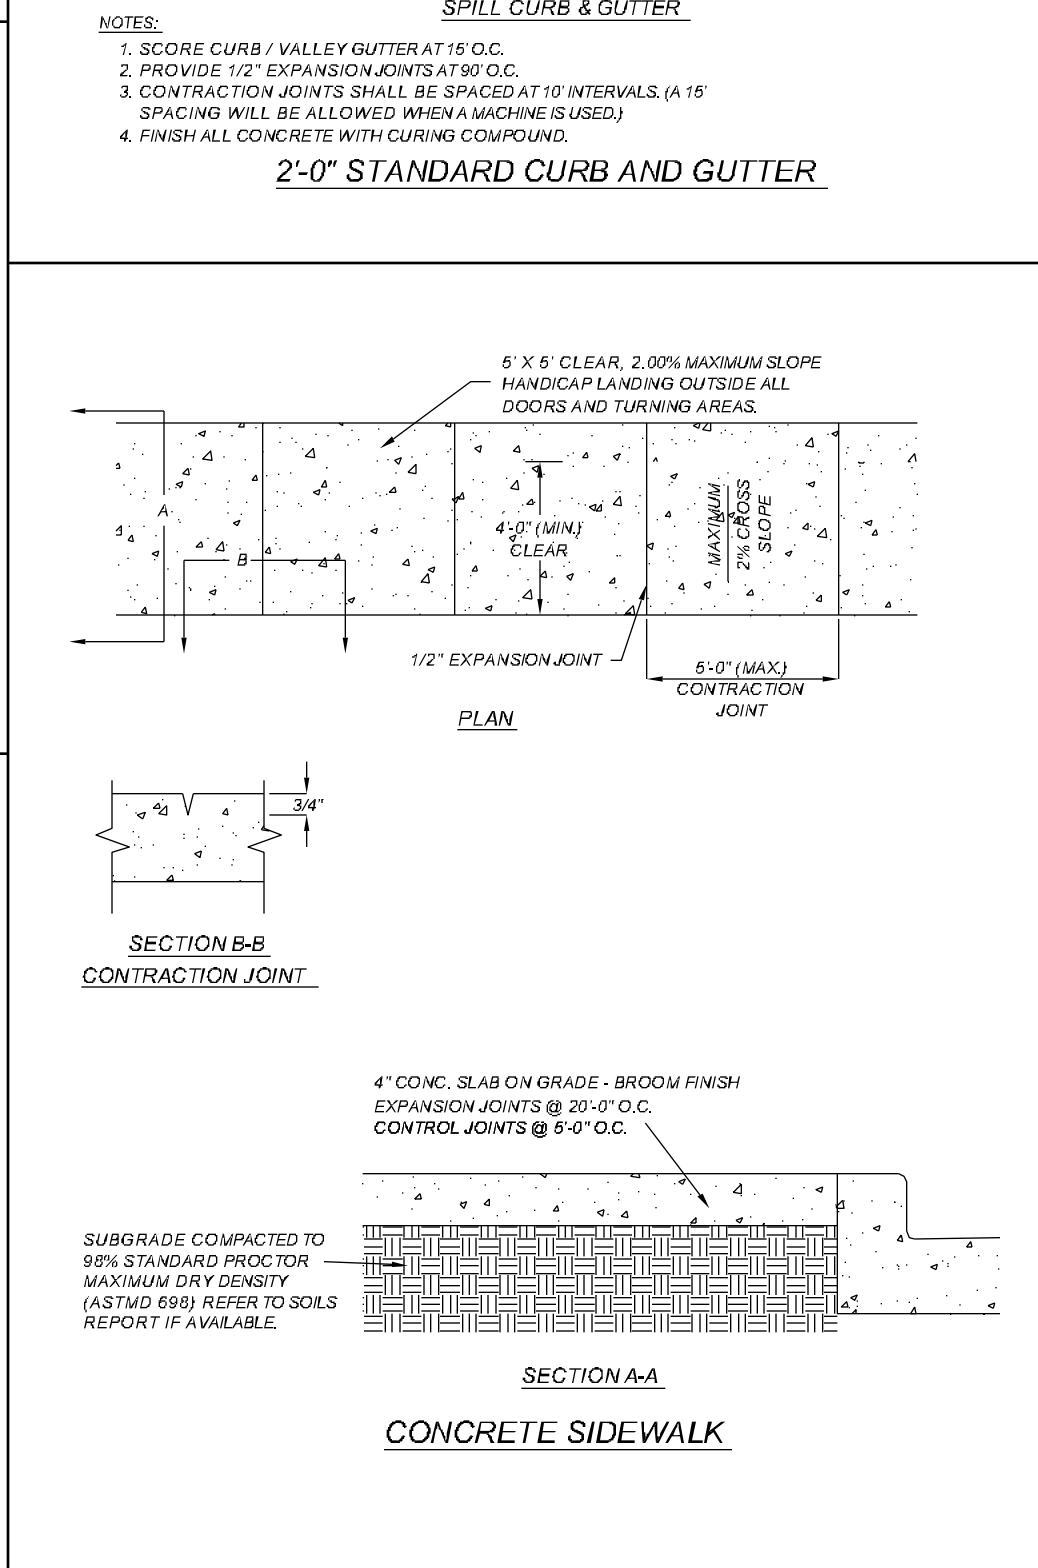 SPILL CURB & GUTTER
NOTES:
1. SCORE CURB / VALLEY GUTTER AT 15' O.C.
2. PROVIDE 1/2" EXPANSION JOINTS AT 90' O.C.
3. CONTRACTION JOINTS SHALL BE SPACED AT 10' INTERVALS. (A 15'
SPACING WILL BE ALLOWED WHEN A MACHINE IS USED.)
4. FINISH ALL CONCRETE WITH CURING COMPOUND.
2'-0" STANDARD CURB AND GUTTER
5' X 5' CLEAR, 2.00% MAXIMUM SLOPE
HANDICAP LANDING OUTSIDE ALL
DOORS AND TURNING AREAS.
A
B
4'-0" (MIN.)
CLEAR
MAXIMUM
2% CROSS
SLOPE
1/2" EXPANSION JOINT
5'-0" (MAX.)
CONTRACTION
JOINT
PLAN
3/4"
SECTION B-B
CONTRACTION JOINT
4" CONC. SLAB ON GRADE - BROOM FINISH
EXPANSION JOINTS @ 20'-0" O.C.
CONTROL JOINTS @ 5'-0" O.C.
SUBGRADE COMPACTED TO
98% STANDARD PROCTOR
MAXIMUM DRY DENSITY
(ASTMD 698) REFER TO SOILS
REPORT IF AVAILABLE.
SECTION A-A
CONCRETE SIDEWALK